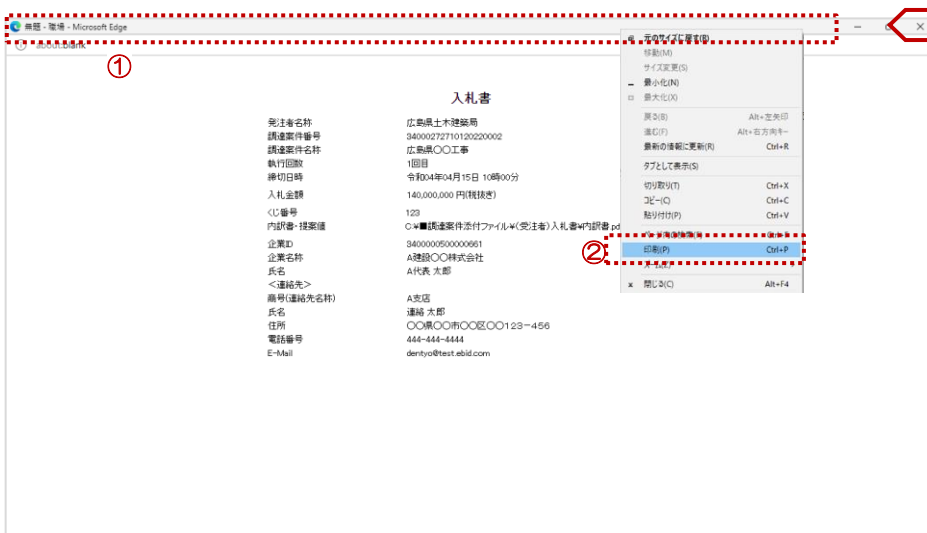 無題 - 職場 - Microsoft Edge
about:blank
①
入札書
発注者名称 広島県土木建築局
調達案件番号 34000272710120220002
調達案件名称 広島県〇〇工事
執行回数 1回目
締切日時 令和04年04月15日 10時00分
入札金額 140,000,000 円(税抜き)
くじ番号 123
内訳書・提案値 C:¥■調達案件添付ファイル¥(受注者)入札書¥内訳書.pd
企業ID 3400000500000661
企業名称 A建設〇〇株式会社
氏名 A代表 太郎
<連絡先>
商号(連絡先名称) A支店
氏名 連絡 太郎
住所 〇〇県〇〇市〇〇区〇〇123-456
電話番号 444-444-4444
E-Mail dentyo@test.ebid.com
元のサイズに戻す(R)
移動(M)
サイズ変更(S)
最小化(N)
最大化(X)
戻る(B) Alt+左矢印
進む(F) Alt+右方向キー
最新の情報に更新(R) Ctrl+R
タブとして表示(S)
切り取り(T) Ctrl+X
コピー(C) Ctrl+C
貼り付け(P) Ctrl+V
②
印刷(P) Ctrl+P
閉じる(C) Alt+F4